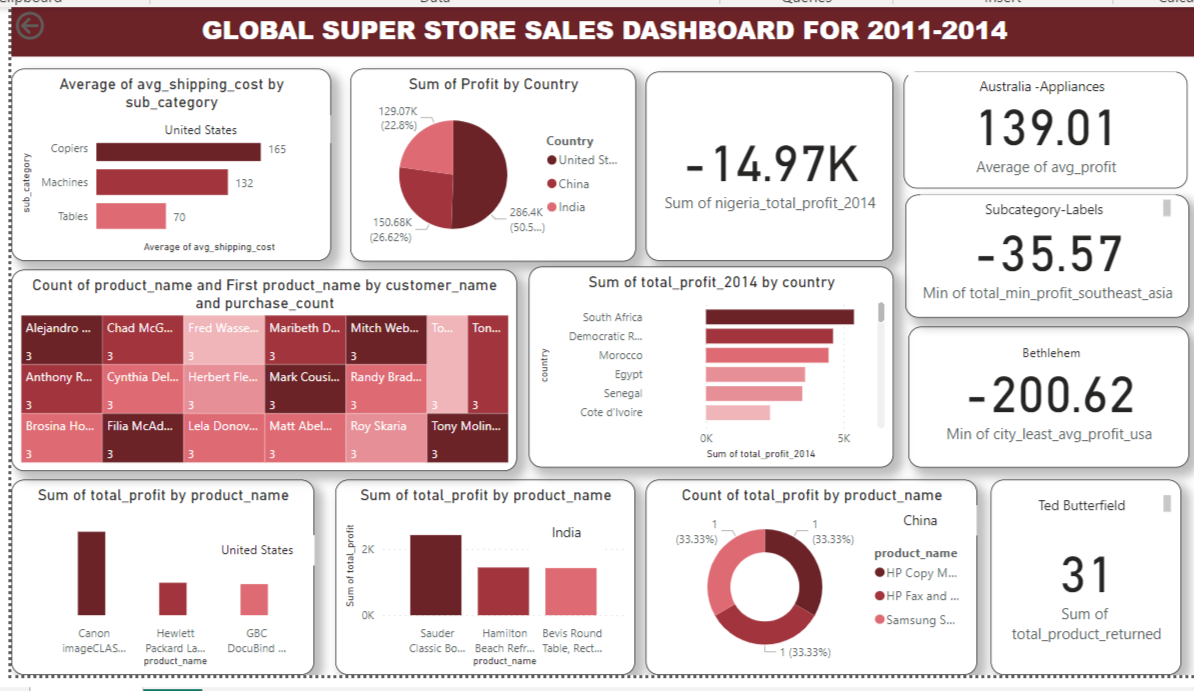 Data
Queries
Insert
GLOBAL SUPER STORE SALES DASHBOARD FOR 2011-2014
Average of avg_shipping_cost by
sub_category
United States
sub_category
Copiers
165
Machines
132
Tables
70
Average of avg_shipping_cost
Sum of Profit by Country
129.07K
(22.8%)
150.68K
(26.62%)
286.4K
(50.5...)
Country
United St...
China
India
-14.97K
Sum of nigeria_total_profit_2014
Australia -Appliances
139.01
Average of avg_profit
Subcategory-Labels
-35.57
Min of total_min_profit_southeast_asia
Bethlehem
-200.62
Min of city_least_avg_profit_usa
Count of product_name and First product_name by customer_name
and purchase_count
Alejandro ...
3
Chad McG...
3
Fred Wasse...
3
Maribeth D...
3
Mitch Web...
3
To...
3
Ton...
3
Anthony R...
3
Cynthia Del...
3
Herbert Fle...
3
Mark Cousi...
3
Randy Brad...
3
Brosina Ho...
3
Filia McAd...
3
Lela Donov...
3
Matt Abel...
3
Roy Skaria
3
Tony Molin...
3
Sum of total_profit_2014 by country
country
South Africa
Democratic R...
Morocco
Egypt
Senegal
Cote d'Ivoire
0K
5K
Sum of total_profit_2014
Sum of total_profit by product_name
United States
Canon
imageCLAS...
Hewlett
Packard La...
GBC
DocuBind ...
product_name
Sum of total_profit by product_name
India
Sum of total_profit
2K
0K
Sauder
Classic Bo...
Hamilton
Beach Refr...
Bevis Round
Table, Rect...
product_name
Count of total_profit by product_name
China
1
(33.33%)
1
(33.33%)
1 (33.33%)
product_name
HP Copy M...
HP Fax and ...
Samsung S...
Ted Butterfield
31
Sum of
total_product_returned